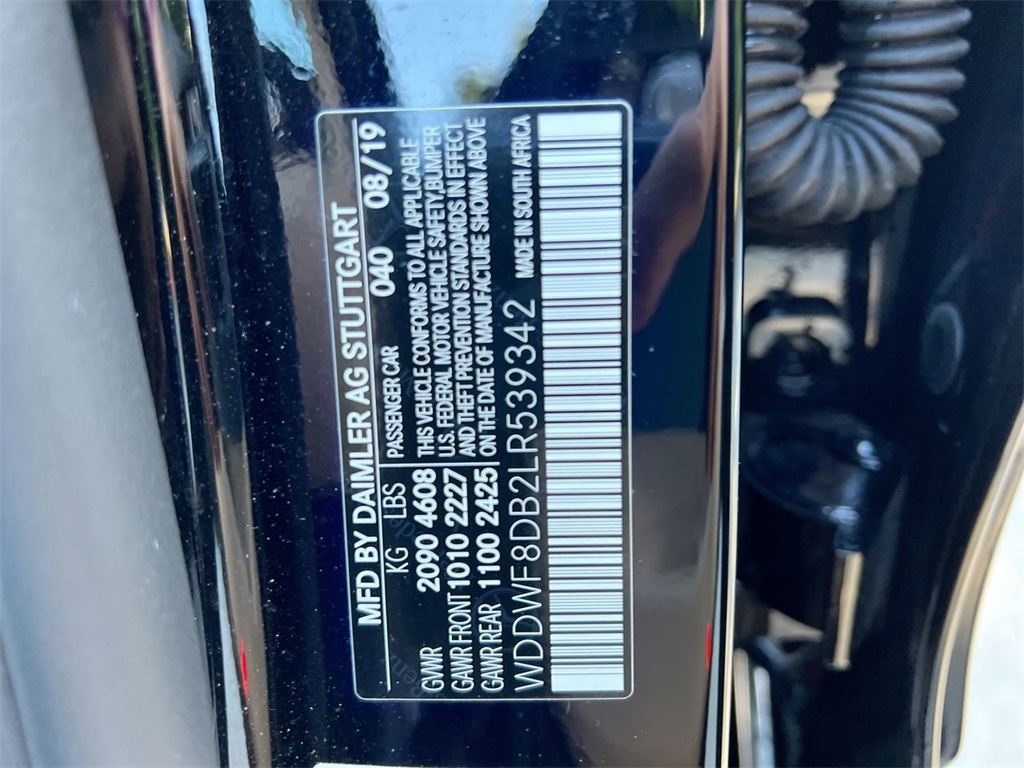 MFD BY DAIMLER AG STUTTGART
KG LBS PASSENGER CAR 040 08/19
GVWR 2090 4608
GAWR FRONT 1010 2227
GAWR REAR 1100 2425
THIS VEHICLE CONFORMS TO ALL APPLICABLE
U.S. FEDERAL MOTOR VEHICLE SAFETY,BUMPER
AND THEFT PREVENTION STANDARDS IN EFFECT
ON THE DATE OF MANUFACTURE SHOWN ABOVE
WDDWF8DB2LR539342 MADE IN SOUTH AFRICA